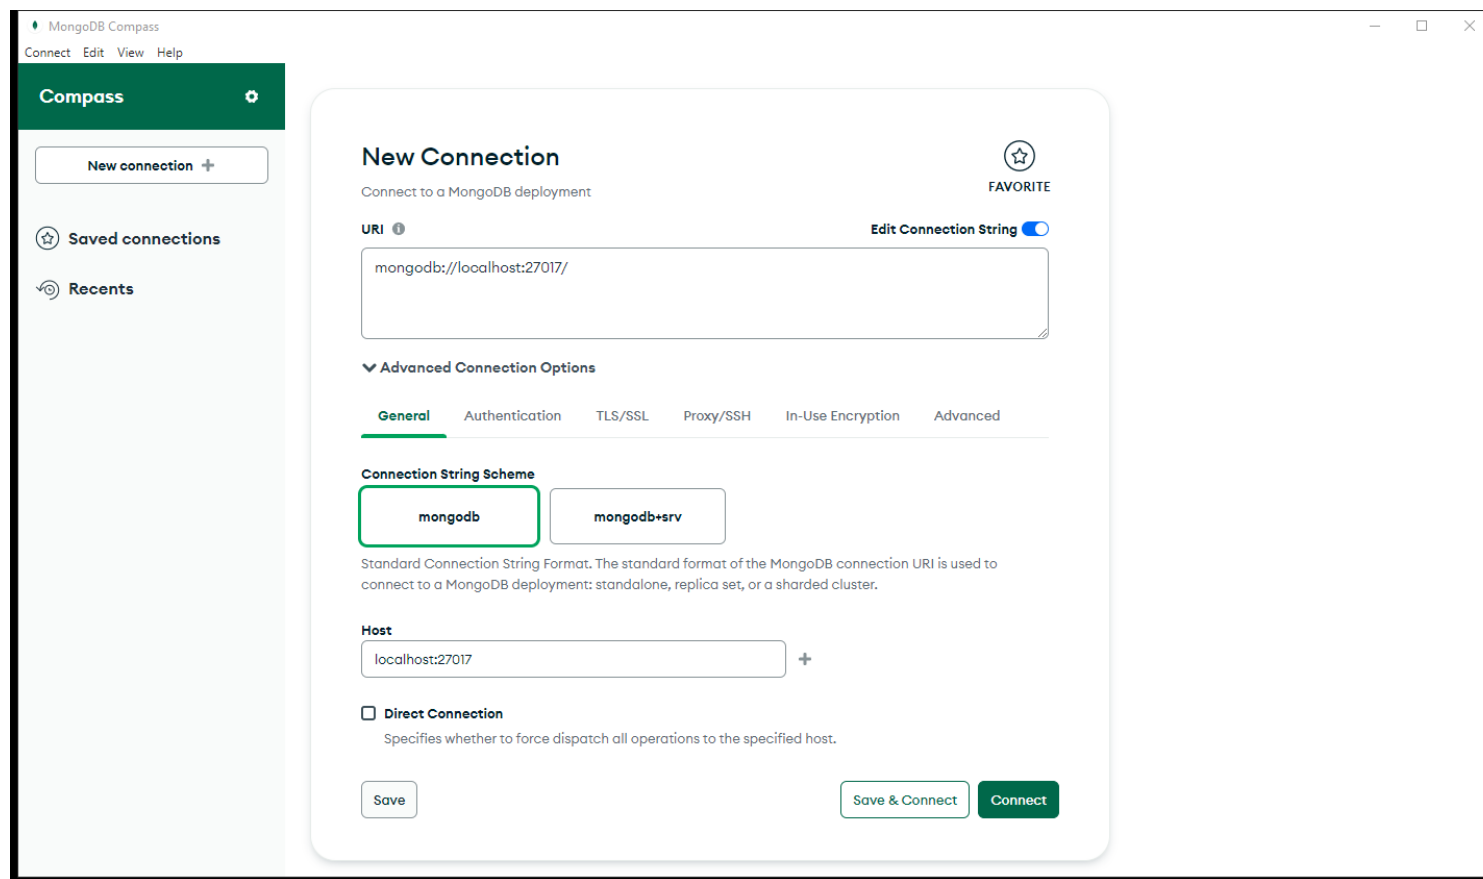 MongoDB Compass
Connect Edit View Help
Compass
New connection
Saved connections
Recents
New Connection
Connect to a MongoDB deployment
FAVORITE
URI
Edit Connection String
mongodb://localhost:27017/
Advanced Connection Options
General Authentication TLS/SSL Proxy/SSH In-Use Encryption Advanced
Connection String Scheme
mongodb mongodb+srv
Standard Connection String Format. The standard format of the MongoDB connection URI is used to
connect to a MongoDB deployment: standalone, replica set, or a sharded cluster.
Host
localhost:27017
Direct Connection
Specifies whether to force dispatch all operations to the specified host.
Save Save & Connect Connect